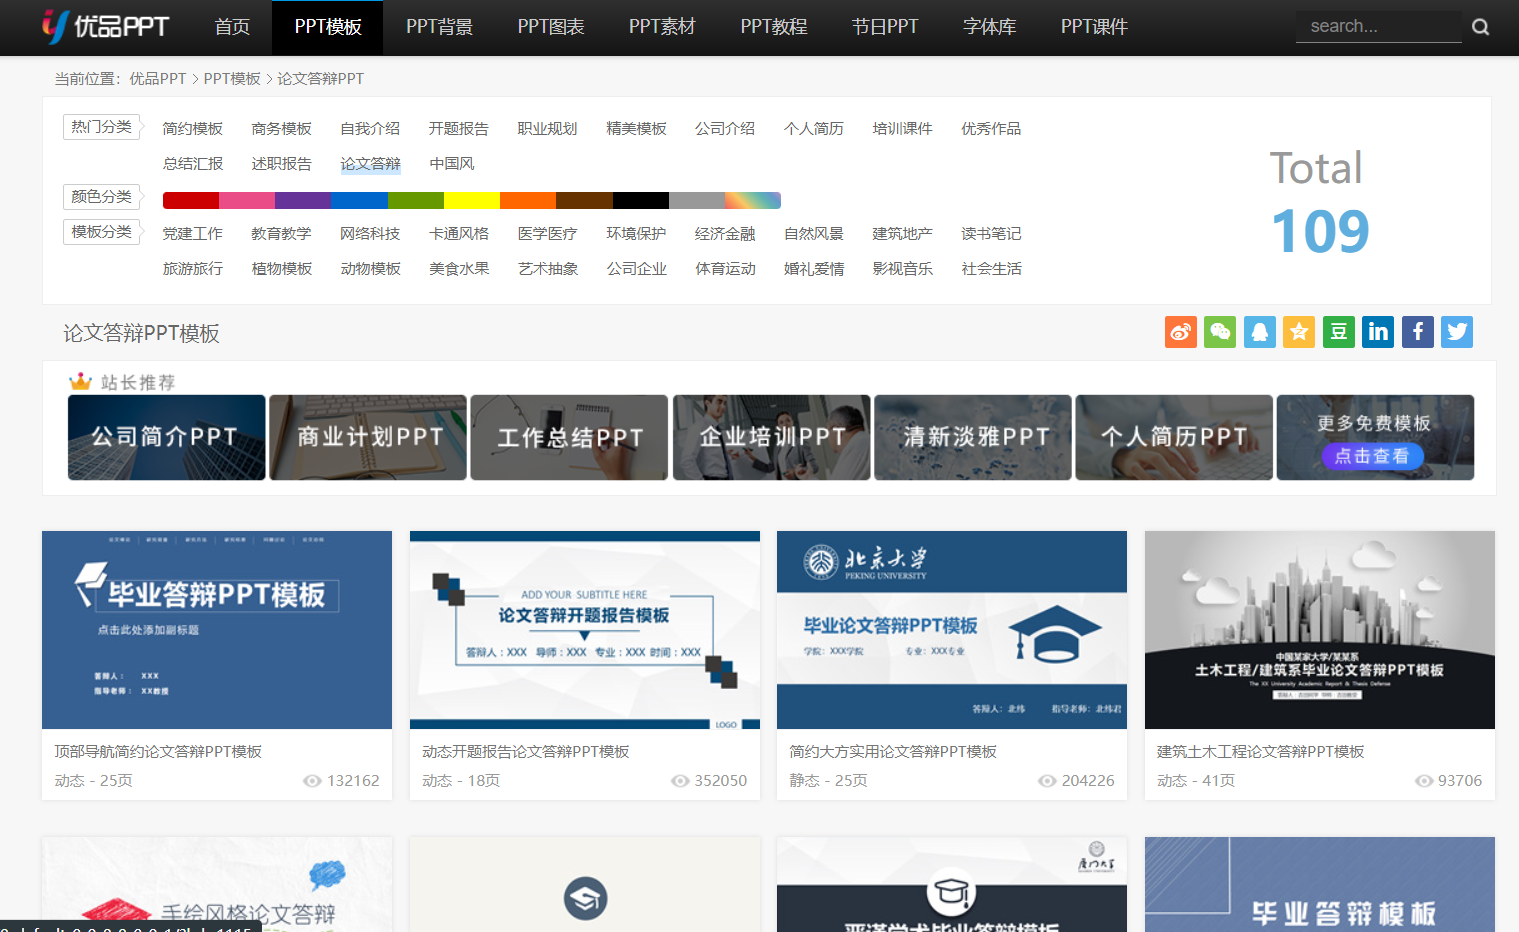 优品PPT 首页 PPT模板 PPT背景 PPT图表 PPT素材 PPT教程 节日PPT 字体库 PPT课件 search...
当前位置：优品PPT > PPT模板 > 论文答辩PPT
热门分类 简约模板 商务模板 自我介绍 开题报告 职业规划 精美模板 公司介绍 个人简历 培训课件 优秀作品
总结汇报 述职报告 论文答辩 中国风
颜色分类
模板分类 党建工作 教育教学 网络科技 卡通风格 医学医疗 环境保护 经济金融 自然风景 建筑地产 读书笔记
旅游旅行 植物模板 动物模板 美食水果 艺术抽象 公司企业 体育运动 婚礼爱情 影视音乐 社会生活
Total
109
论文答辩PPT模板
豆 in f
站长推荐
公司简介PPT 商业计划PPT 工作总结PPT 企业培训PPT 清新淡雅PPT 个人简历PPT 更多免费模板
点击查看
毕业答辩PPT模板
点击此处添加副标题
答辩人： XXX
指导老师： XX教授
ADD YOUR SUBTITLE HERE
论文答辩开题报告模板
答辩人：XXX 导师：XXX 专业：XXX 时间：XXX
LOGO
北京大学
PEKING UNIVERSITY
毕业论文答辩PPT模板
学院：XXX学院 专业：XXX专业
答辩人：北纬 指导老师：北纬君
中国某家大学/某某系
土木工程/建筑系毕业论文答辩PPT模板
The XX University Academic Report & Thesis Defense
顶部导航简约论文答辩PPT模板
动态 - 25页 132162
动态开题报告论文答辩PPT模板
动态 - 18页 352050
简约大方实用论文答辩PPT模板
静态 - 25页 204226
建筑土木工程论文答辩PPT模板
动态 - 41页 93706
手绘风格论文答辩
厦门大学
严谨学术毕业答辩模板
毕业答辩模板